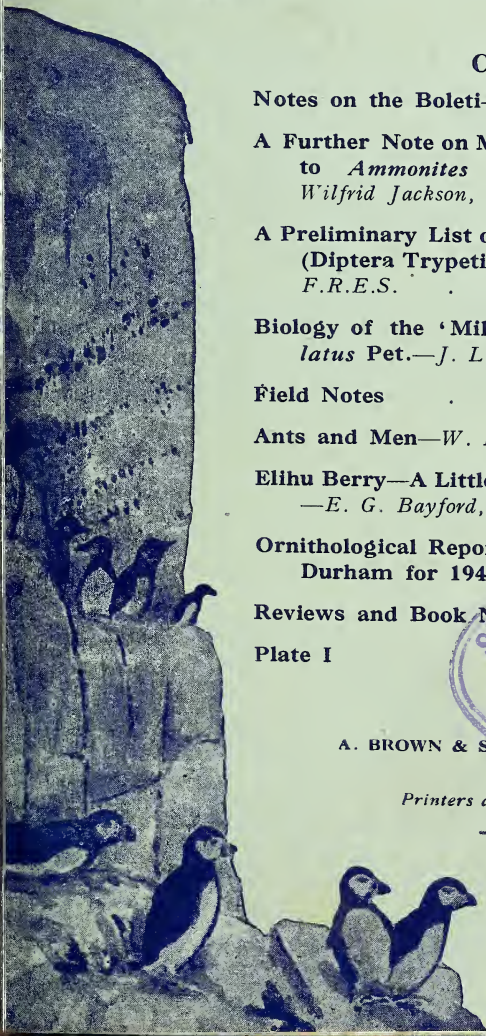 C
Notes on the Boleti—
A Further Note on M
to Ammonites
Wilfrid Jackson,
A Preliminary List o
(Diptera Trypeti
F.R.E.S. .
Biology of the ‘Mil
latus Pet.—J. L
Field Notes .
Ants and Men—W. A
Elihu Berry—A Little
—E. G. Bayford,
Ornithological Repo
Durham for 194
Reviews and Book N
Plate I
A. BROWN & S
Printers a